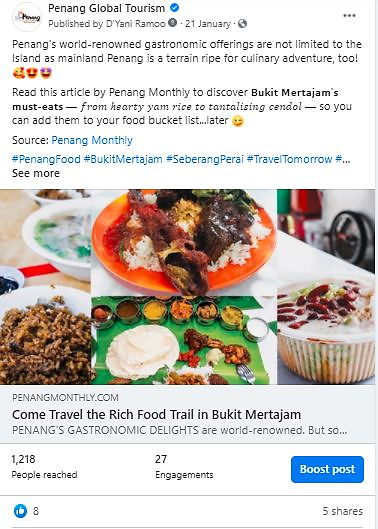 Penang Global Tourism
Published by D'Yani Ramoo · 21 January ·
Penang's world-renowned gastronomic offerings are not limited to the
Island as mainland Penang is a terrain ripe for culinary adventure, too!
🥰🤩🤩
Read this article by Penang Monthly to discover 𝗕𝘂𝗸𝗶𝘁 𝗠𝗲𝗿𝘁𝗮𝗷𝗮𝗺'𝘀
𝗺𝘂𝘀𝘁-𝗲𝗮𝘁𝘀 — 𝘧𝘳𝘰𝘮 𝘩𝘦𝘢𝘳𝘵𝘺 𝘺𝘢𝘮 𝘳𝘪𝘤𝘦 𝘵𝘰 𝘵𝘢𝘯𝘵𝘢𝘭𝘪𝘻𝘪𝘯𝘨 𝘤𝘦𝘯𝘥𝘰𝘭 — so you
can add them to your food bucket list...later 😉
Source: Penang Monthly
#PenangFood #BukitMertajam #SeberangPerai #TravelTomorrow #...
See more
PENANGMONTHLY.COM
Come Travel the Rich Food Trail in Bukit Mertajam
PENANG'S GASTRONOMIC DELIGHTS are world-renowned. But so...
1,218
People reached
27
Engagements
Boost post
8
5 shares